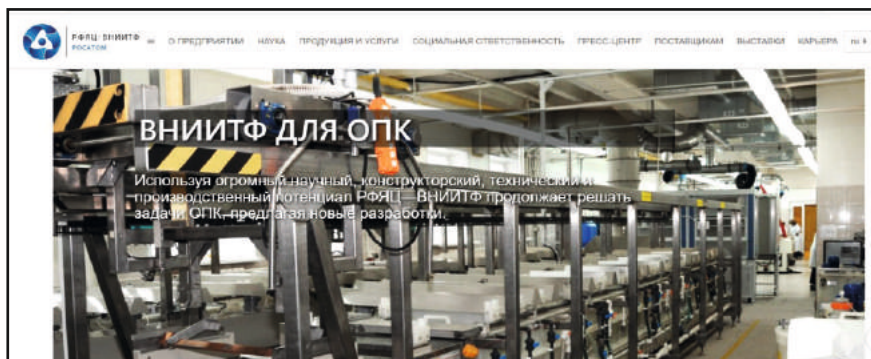 РФЯЦ-ВНИИТФ
РОСАТОМ
О ПРЕДПРИЯТИИ НАУКА ПРОДУКЦИЯ И УСЛУГИ СОЦИАЛЬНАЯ ОТВЕТСТВЕННОСТЬ ПРЕСС-ЦЕНТР ПОСТАВЩИКАМ ВЫСТАВКИ КАРЬЕРА
ВНИИТФ ДЛЯ ОПК
Используя огромный научный, конструкторский, технический и
производственный потенциал РФЯЦ—ВНИИТФ продолжает решать
задачи ОПК, предлагая новые разработки.